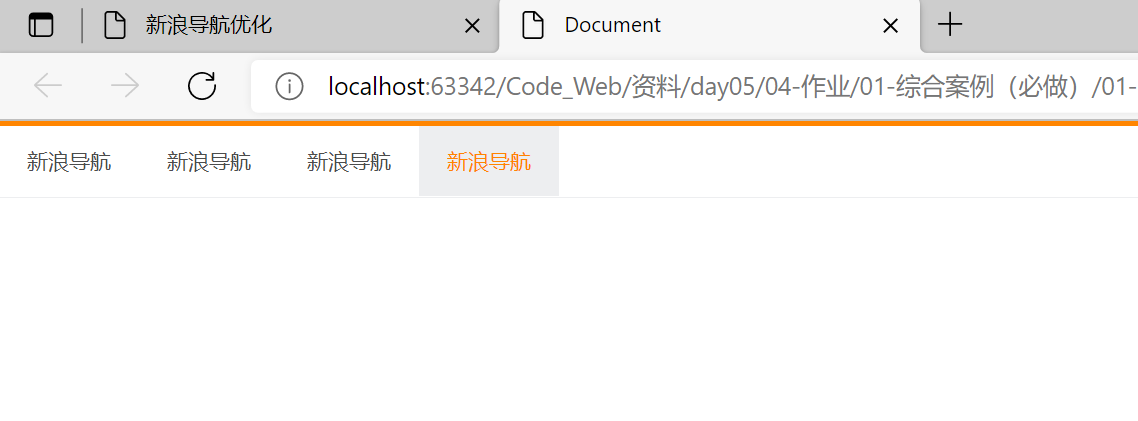 新浪导航优化
Document
localhost:63342/Code_Web/资料/day05/04-作业/01-综合案例（必做）/01-
新浪导航 新浪导航 新浪导航 新浪导航